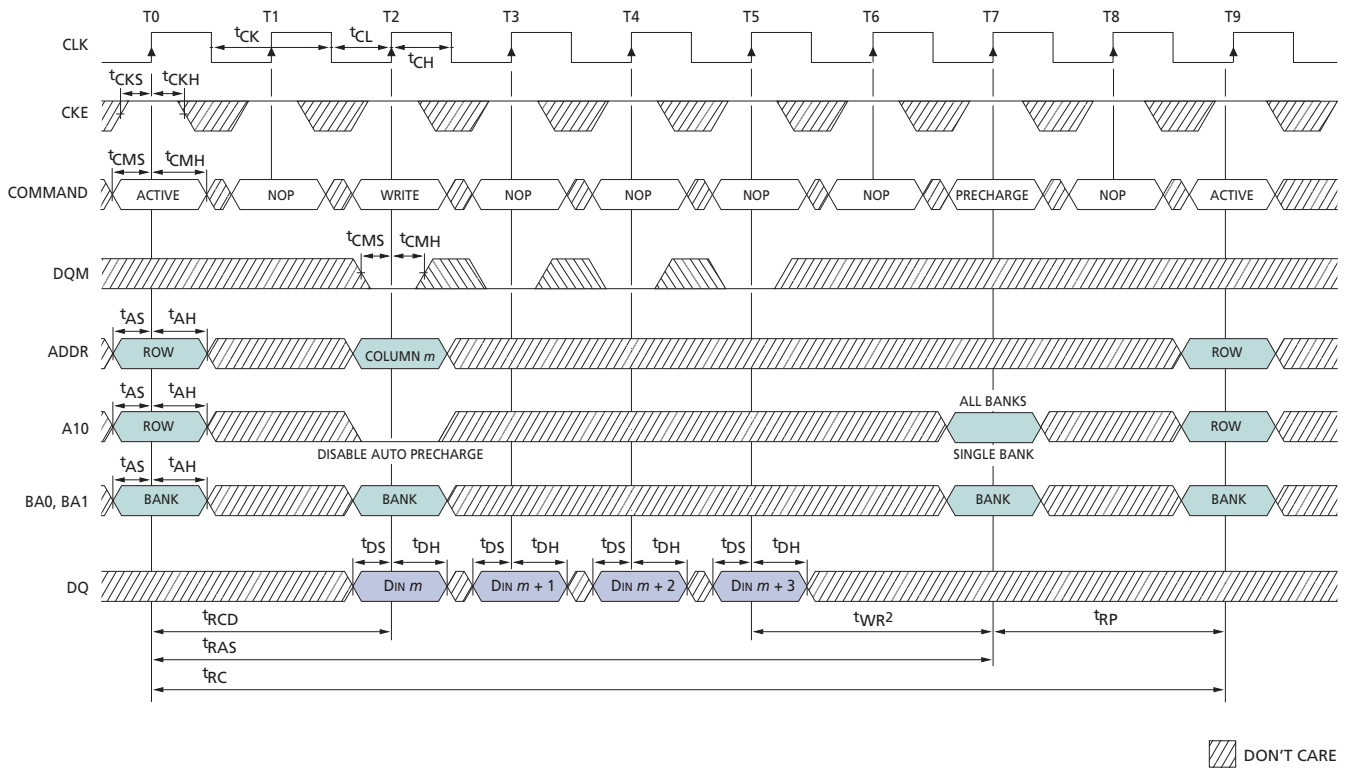 T0 T1 T2 T3 T4 T5 T6 T7 T8 T9
CLK
tCK tCL
tCH
tCKS tCKH
CKE
tCMS tCMH
COMMAND ACTIVE NOP WRITE NOP NOP NOP NOP PRECHARGE NOP ACTIVE
tCMS tCMH
DQM
tAS tAH
ADDR ROW COLUMN m ROW
tAS tAH
ALL BANKS
A10 ROW ROW
DISABLE AUTO PRECHARGE SINGLE BANK
tAS tAH
BA0, BA1 BANK BANK BANK BANK
tDS tDH tDS tDH tDS tDH tDS tDH
DQ DIN m DIN m + 1 DIN m + 2 DIN m + 3
tRCD tWR2 tRP
tRAS
tRC
DON'T CARE